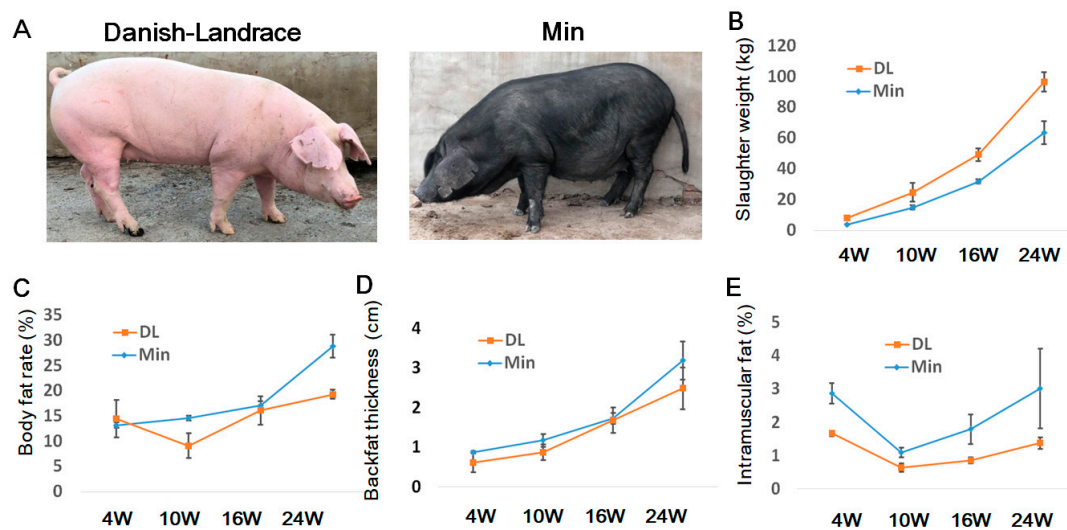 A
Danish-Landrace
Min
B
Slaughter weight (kg)
120
100
80
60
40
20
0
DL
Min
4W 10W 16W 24W
C
Body fat rate (%)
35
30
25
20
15
10
5
0
DL
Min
4W 10W 16W 24W
D
Backfat thickness (cm)
4
3
2
1
0
DL
Min
4W 10W 16W 24W
E
Intramuscular fat (%)
5
4
3
2
1
0
DL
Min
4W 10W 16W 24W